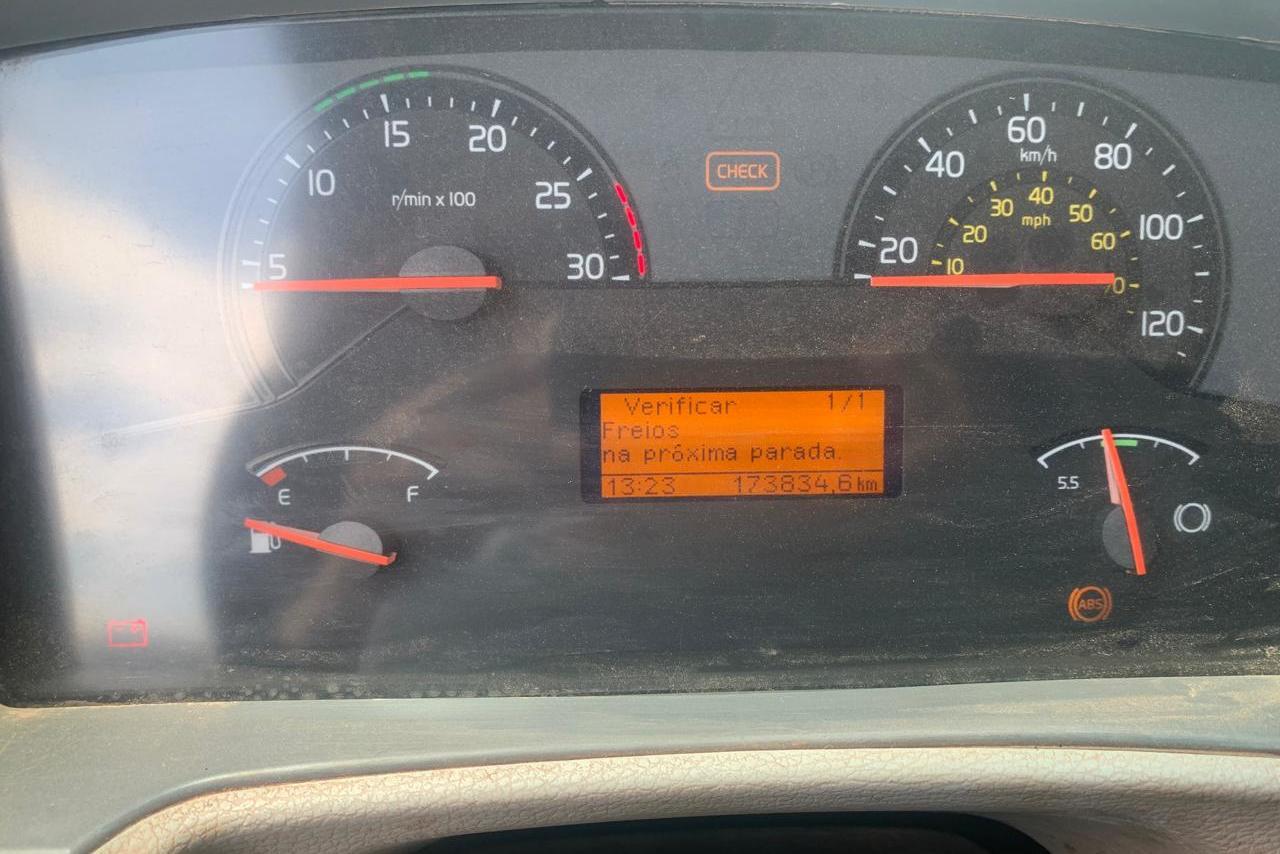 5
10
15
20
25
30
r/min x 100
CHECK
20
40
60
80
100
120
km/h
10
20
30
40
50
60
mph
Verificar 1/1
Freios
na próxima parada.
13:23 173834,6 km
E
F
5.5
ABS